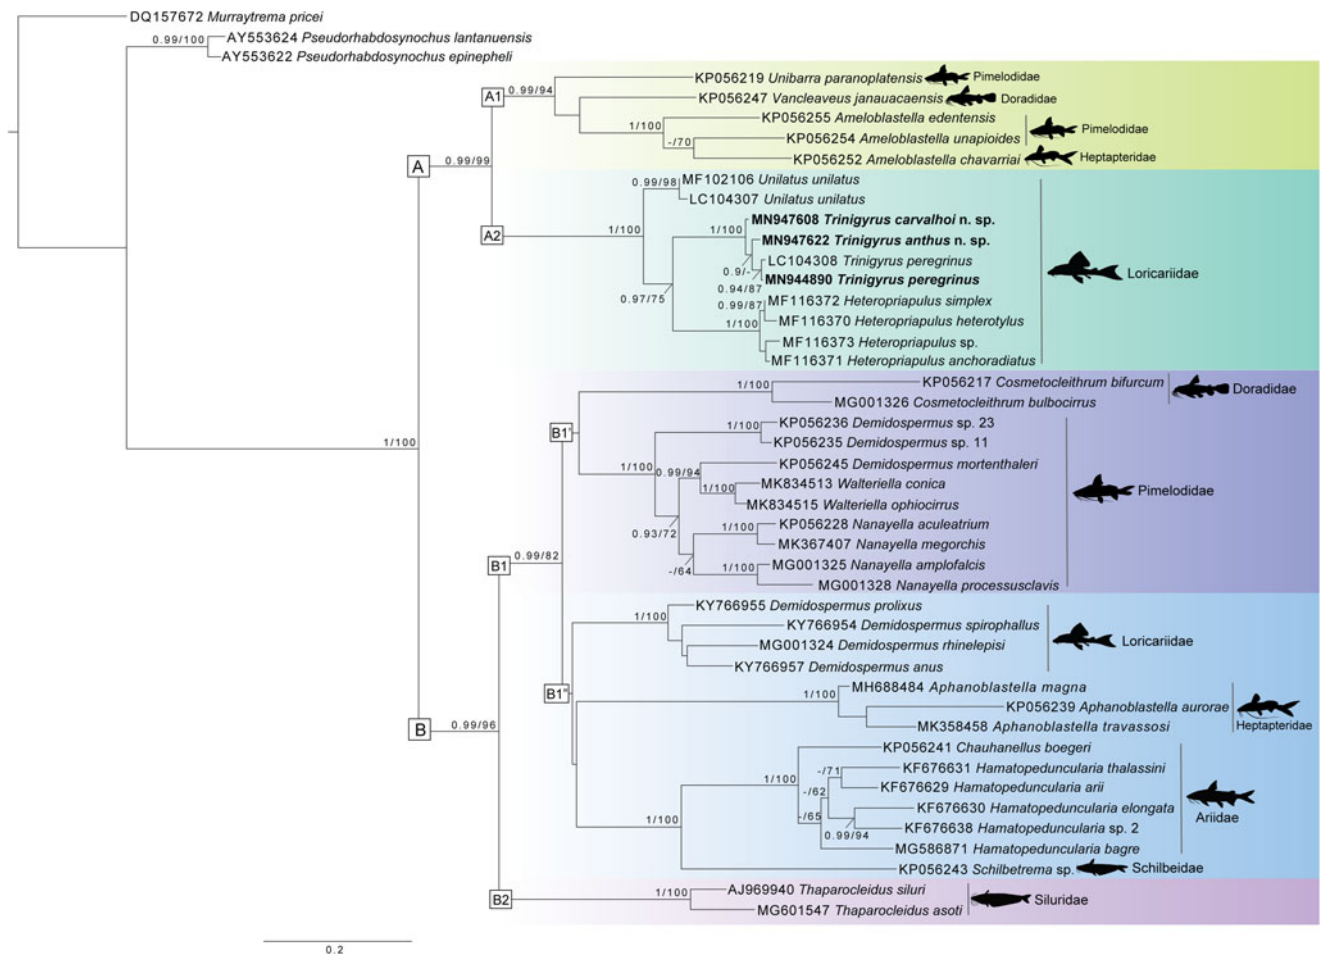 DQ157672 Murraytrema pricei
0.99/100
AY553624 Pseudorhabdosynochus lantanuensis
AY553622 Pseudorhabdosynochus epinepheli
A1
0.99/94
KP056219 Unibarra paranoplatensis
Pimelodidae
KP056247 Vancleaveus janauacaensis
Doradidae
1/100
KP056255 Ameloblastella edentensis
Pimelodidae
-/70
KP056254 Ameloblastella unapioides
KP056252 Ameloblastella chavarriai
Heptapteridae
A
0.99/99
0.99/98
MF102106 Unilatus unilatus
LC104307 Unilatus unilatus
A2
1/100
1/100
MN947608 Trinigyrus carvalhoi n. sp.
MN947622 Trinigyrus anthus n. sp.
LC104308 Trinigyrus peregrinus
0.9/-
MN944890 Trinigyrus peregrinus
Loricariidae
0.94/87
0.97/75
0.99/87
MF116372 Heteropriapulus simplex
MF116370 Heteropriapulus heterotylus
1/100
MF116373 Heteropriapulus sp.
MF116371 Heteropriapulus anchoradiatus
1/100
KP056217 Cosmetocleithrum bifurcum
Doradidae
MG001326 Cosmetocleithrum bulbocirrus
B1'
1/100
KP056236 Demidospermus sp. 23
KP056235 Demidospermus sp. 11
1/100
1/100
0.99/94
KP056245 Demidospermus mortenthaleri
1/100
MK834513 Walteriella conica
MK834515 Walteriella ophiocirrus
Pimelodidae
0.93/72
1/100
KP056228 Nanayella aculeatrium
MK367407 Nanayella megorchis
-/64
1/100
MG001325 Nanayella amplofalcis
MG001328 Nanayella processusclavis
B1
0.99/82
1/100
KY766955 Demidospermus prolixus
KY766954 Demidospermus spirophallus
MG001324 Demidospermus rhinelepisi
KY766957 Demidospermus anus
Loricariidae
B1"
1/100
MH688484 Aphanoblastella magna
KP056239 Aphanoblastella aurorae
MK358458 Aphanoblastella travassosi
Heptapteridae
B
0.99/96
1/100
KP056241 Chauhanellus boegeri
-/71
KF676631 Hamatopeduncularia thalassini
-/62
KF676629 Hamatopeduncularia arii
-/65
KF676630 Hamatopeduncularia elongata
0.99/94
KF676638 Hamatopeduncularia sp. 2
MG586871 Hamatopeduncularia bagre
Ariidae
1/100
KP056243 Schilbetrema sp.
Schilbeidae
B2
1/100
AJ969940 Thaparocleidus siluri
MG601547 Thaparocleidus asoti
Siluridae
0.2